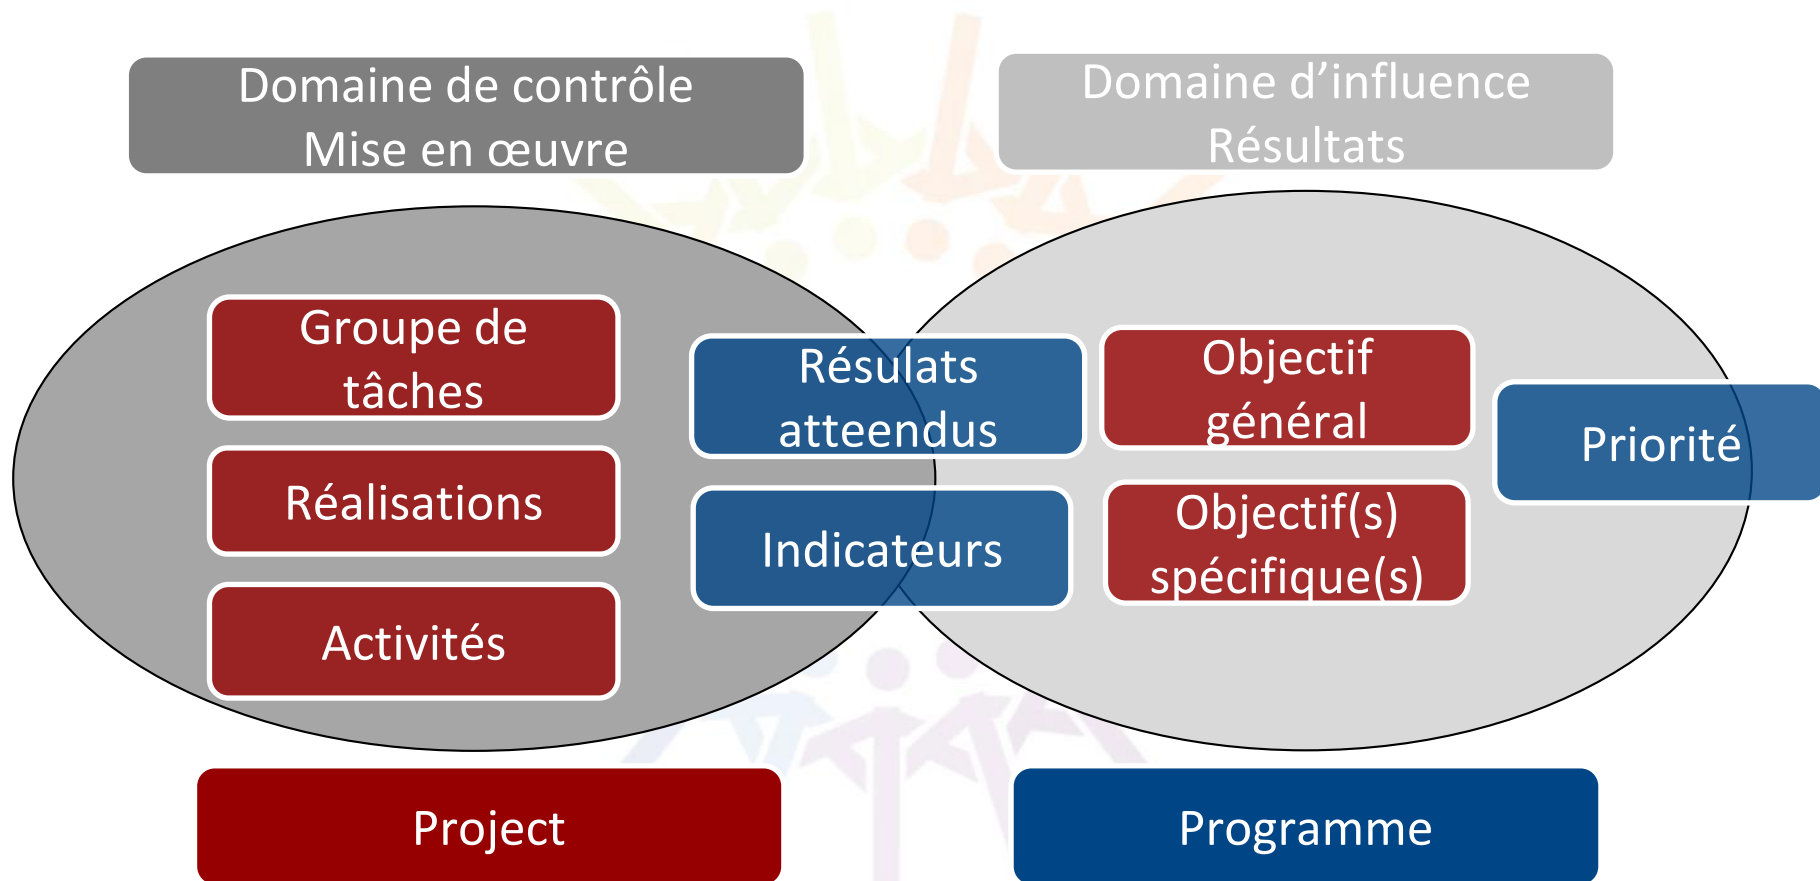 Domaine de contrôle
Mise en œuvre
Domaine d’influence
Résultats
Groupe de
tâches
Réalisations
Activités
Résulats
atteendus
Indicateurs
Objectif
général
Objectif(s)
spécifique(s)
Priorité
Project
Programme